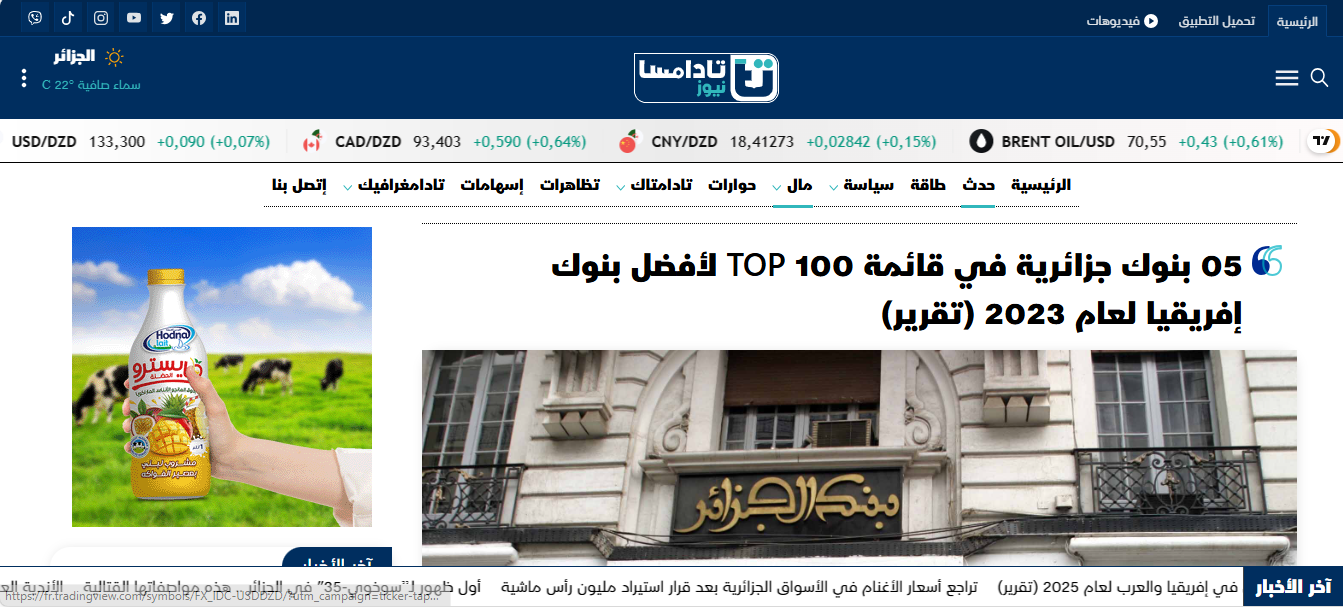 الرئيسية
تحميل التطبيق
فيديوهات
الجزائر
سماء صافية 22° C
تادامسا
نيوز
USD/DZD 133,300 +0,090 (+0,07%)
CAD/DZD 93,403 +0,590 (+0,64%)
CNY/DZD 18,41273 +0,02842 (+0,15%)
BRENT OIL/USD 70,55 +0,43 (+0,61%)
الرئيسية حدث طاقة سياسة مال حوارات تادامتاك تظاهرات إسهامات تادامغرافيك إتصل بنا
05 بنوك جزائرية في قائمة TOP 100 لأفضل بنوك
إفريقيا لعام 2023 (تقرير)
Hodna
lait
مشروب لبني
بعصير الفواكه
بنك الجزائر
آخر الأخبار
آخر الأخبار
في إفريقيا والعرب لعام 2025 (تقرير) تراجع أسعار الأغنام في الأسواق الجزائرية بعد قرار استيراد مليون رأس ماشية أول ظهور لـ"سوخوي-35" في الجزائر.. هذه مواصفاتها القتالية الأندية
https://fr.tradingview.com/symbols/FX_IDC-USDDZD/?utm_campaign=ticker-tap...